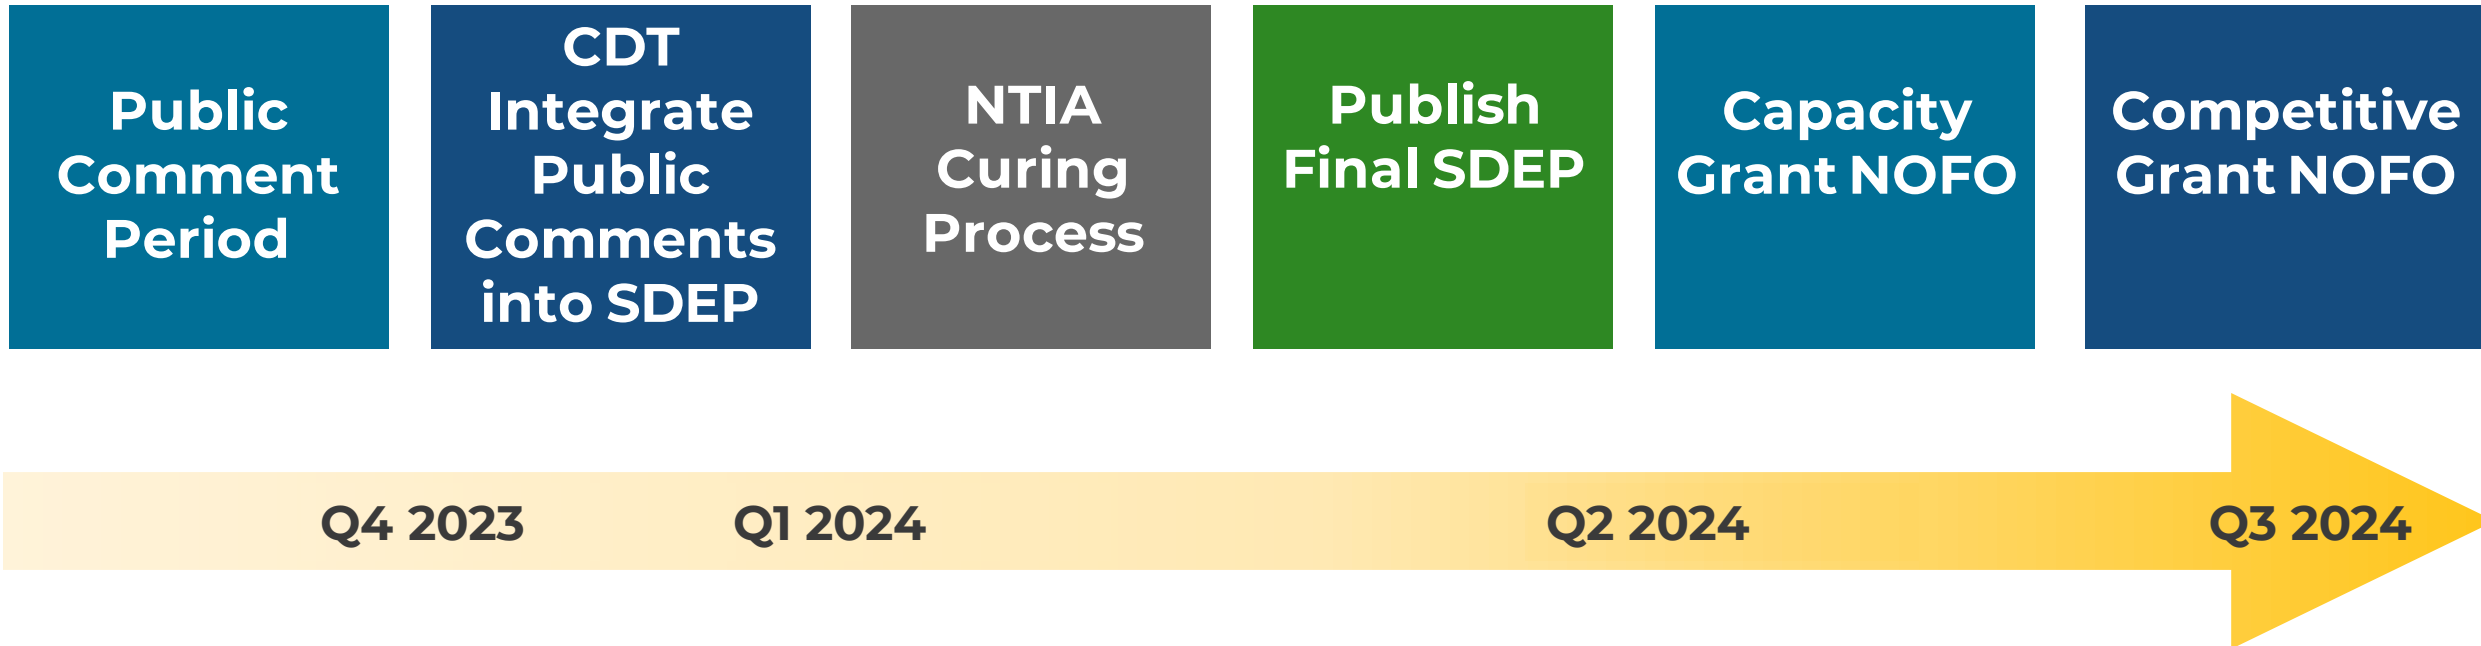 Public
Comment
Period
CDT
Integrate
Public
Comments
into SDEP
NTIA
Curing
Process
Publish
Final SDEP
Capacity
Grant NOFO
Competitive
Grant NOFO
Q4 2023
Q1 2024
Q2 2024
Q3 2024